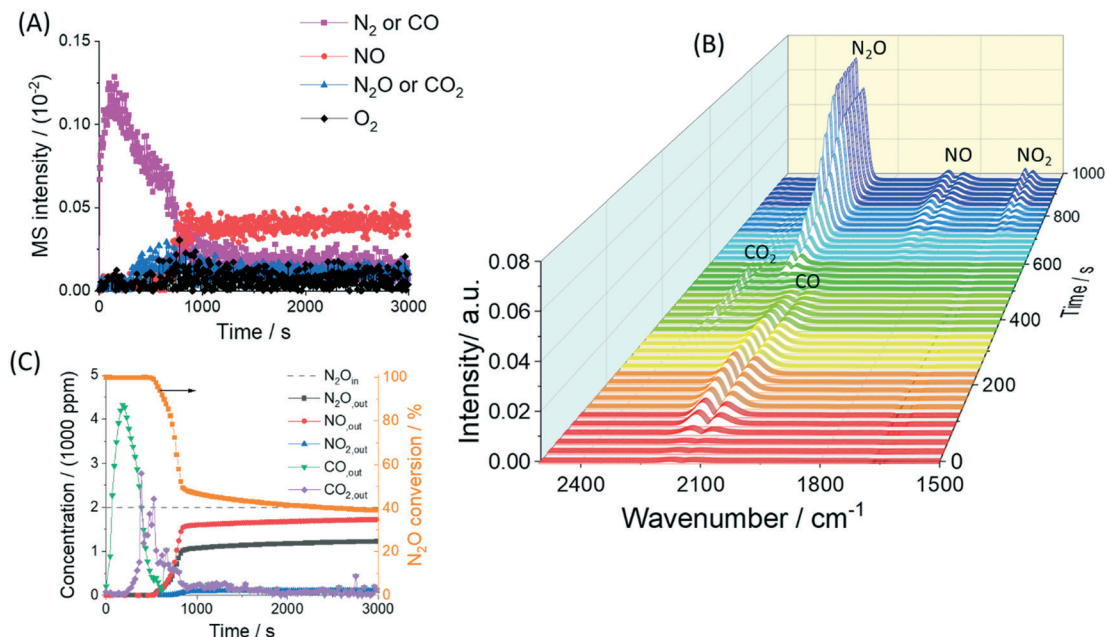 (A)
N₂ or CO
NO
N₂O or CO₂
O₂
MS intensity / (10⁻²)
0.15
0.10
0.05
0.00
0 1000 2000 3000
Time / s
(B)
N₂O
NO
NO₂
CO₂
CO
Intensity/ a.u.
0.08
0.06
0.04
0.02
0.00
2400 2100 1800 1500
Wavenumber / cm⁻¹
1000
800
600
400
200
0
Time / s
(C)
N₂Oᵢₙ
N₂O,ₒᵤₜ
NO,ₒᵤₜ
NO₂,ₒᵤₜ
CO,ₒᵤₜ
CO₂,ₒᵤₜ
Concentration / (1000 ppm)
5
4
3
2
1
0
N₂O conversion / %
100
80
60
40
20
0
0 1000 2000 3000
Time / s